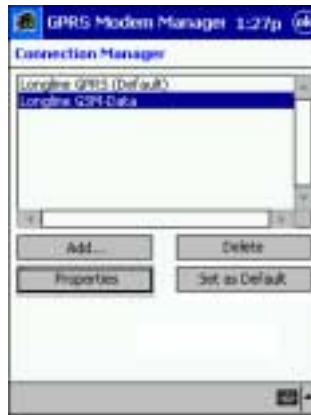 GPRS Modem Manager 1:27p ok
Connection Manager
Longline GPRS (Default)
Longline GSM-Data
Add... Delete
Properties Set as Default